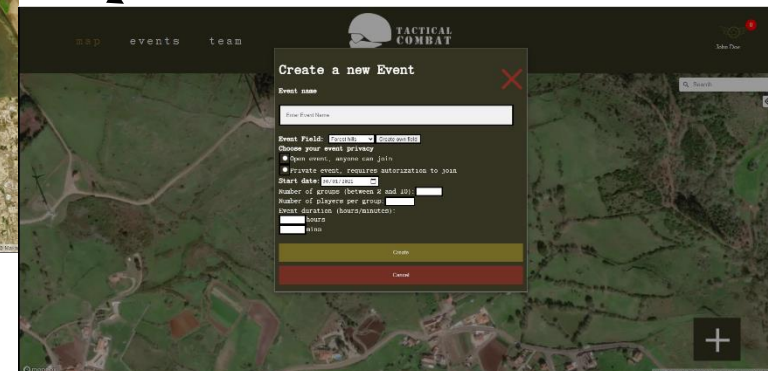 map events team
TACTICAL
COMBAT
John Doe
Search
Create a new Event
Event name
Enter Event Name
Event Field: Forest hills Create own field
Choose your event privacy
Open event, anyone can join
Private event, requires autorization to join
Start date:
Number of groups (between 2 and 10):
Number of players per group:
Event duration (hours/minutes):
hours
mins
Create
Cancel